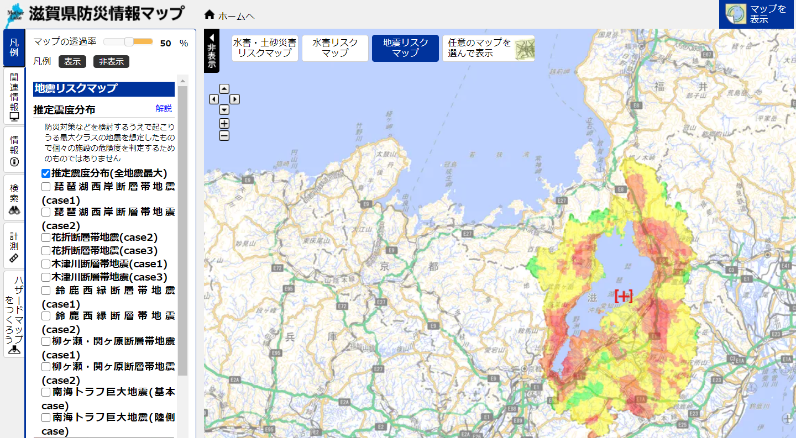 滋賀県防災情報マップ
ホームへ
マップを
表示
凡例
関連情報
情報
検索
計測
ハザードマップ
をつくろう
マップの透過率
50 %
凡例 表示 非表示
地震リスクマップ
推定震度分布 解説
防災対策などを検討するうえで起こり
うる最大クラスの地震を想定したもの
で個々の施設の危険度を判定するため
のものではありません
推定震度分布(全地震最大)
琵琶湖西岸断層帯地震
(case1)
琵琶湖西岸断層帯地震
(case2)
花折断層帯地震(case2)
花折断層帯地震(case3)
木津川断層帯地震(case1)
木津川断層帯地震(case3)
鈴鹿西縁断層帯地震
(case1)
鈴鹿西縁断層帯地震
(case2)
柳ヶ瀬・関ヶ原断層帯地震
(case1)
柳ヶ瀬・関ヶ原断層帯地震
(case2)
南海トラフ巨大地震(基本
case)
南海トラフ巨大地震(陸側
case)
非表示
水害・土砂災害
リスクマップ
水害リスク
マップ
地震リスク
マップ
任意のマップを
選んで表示
福井
京都
兵庫
滋